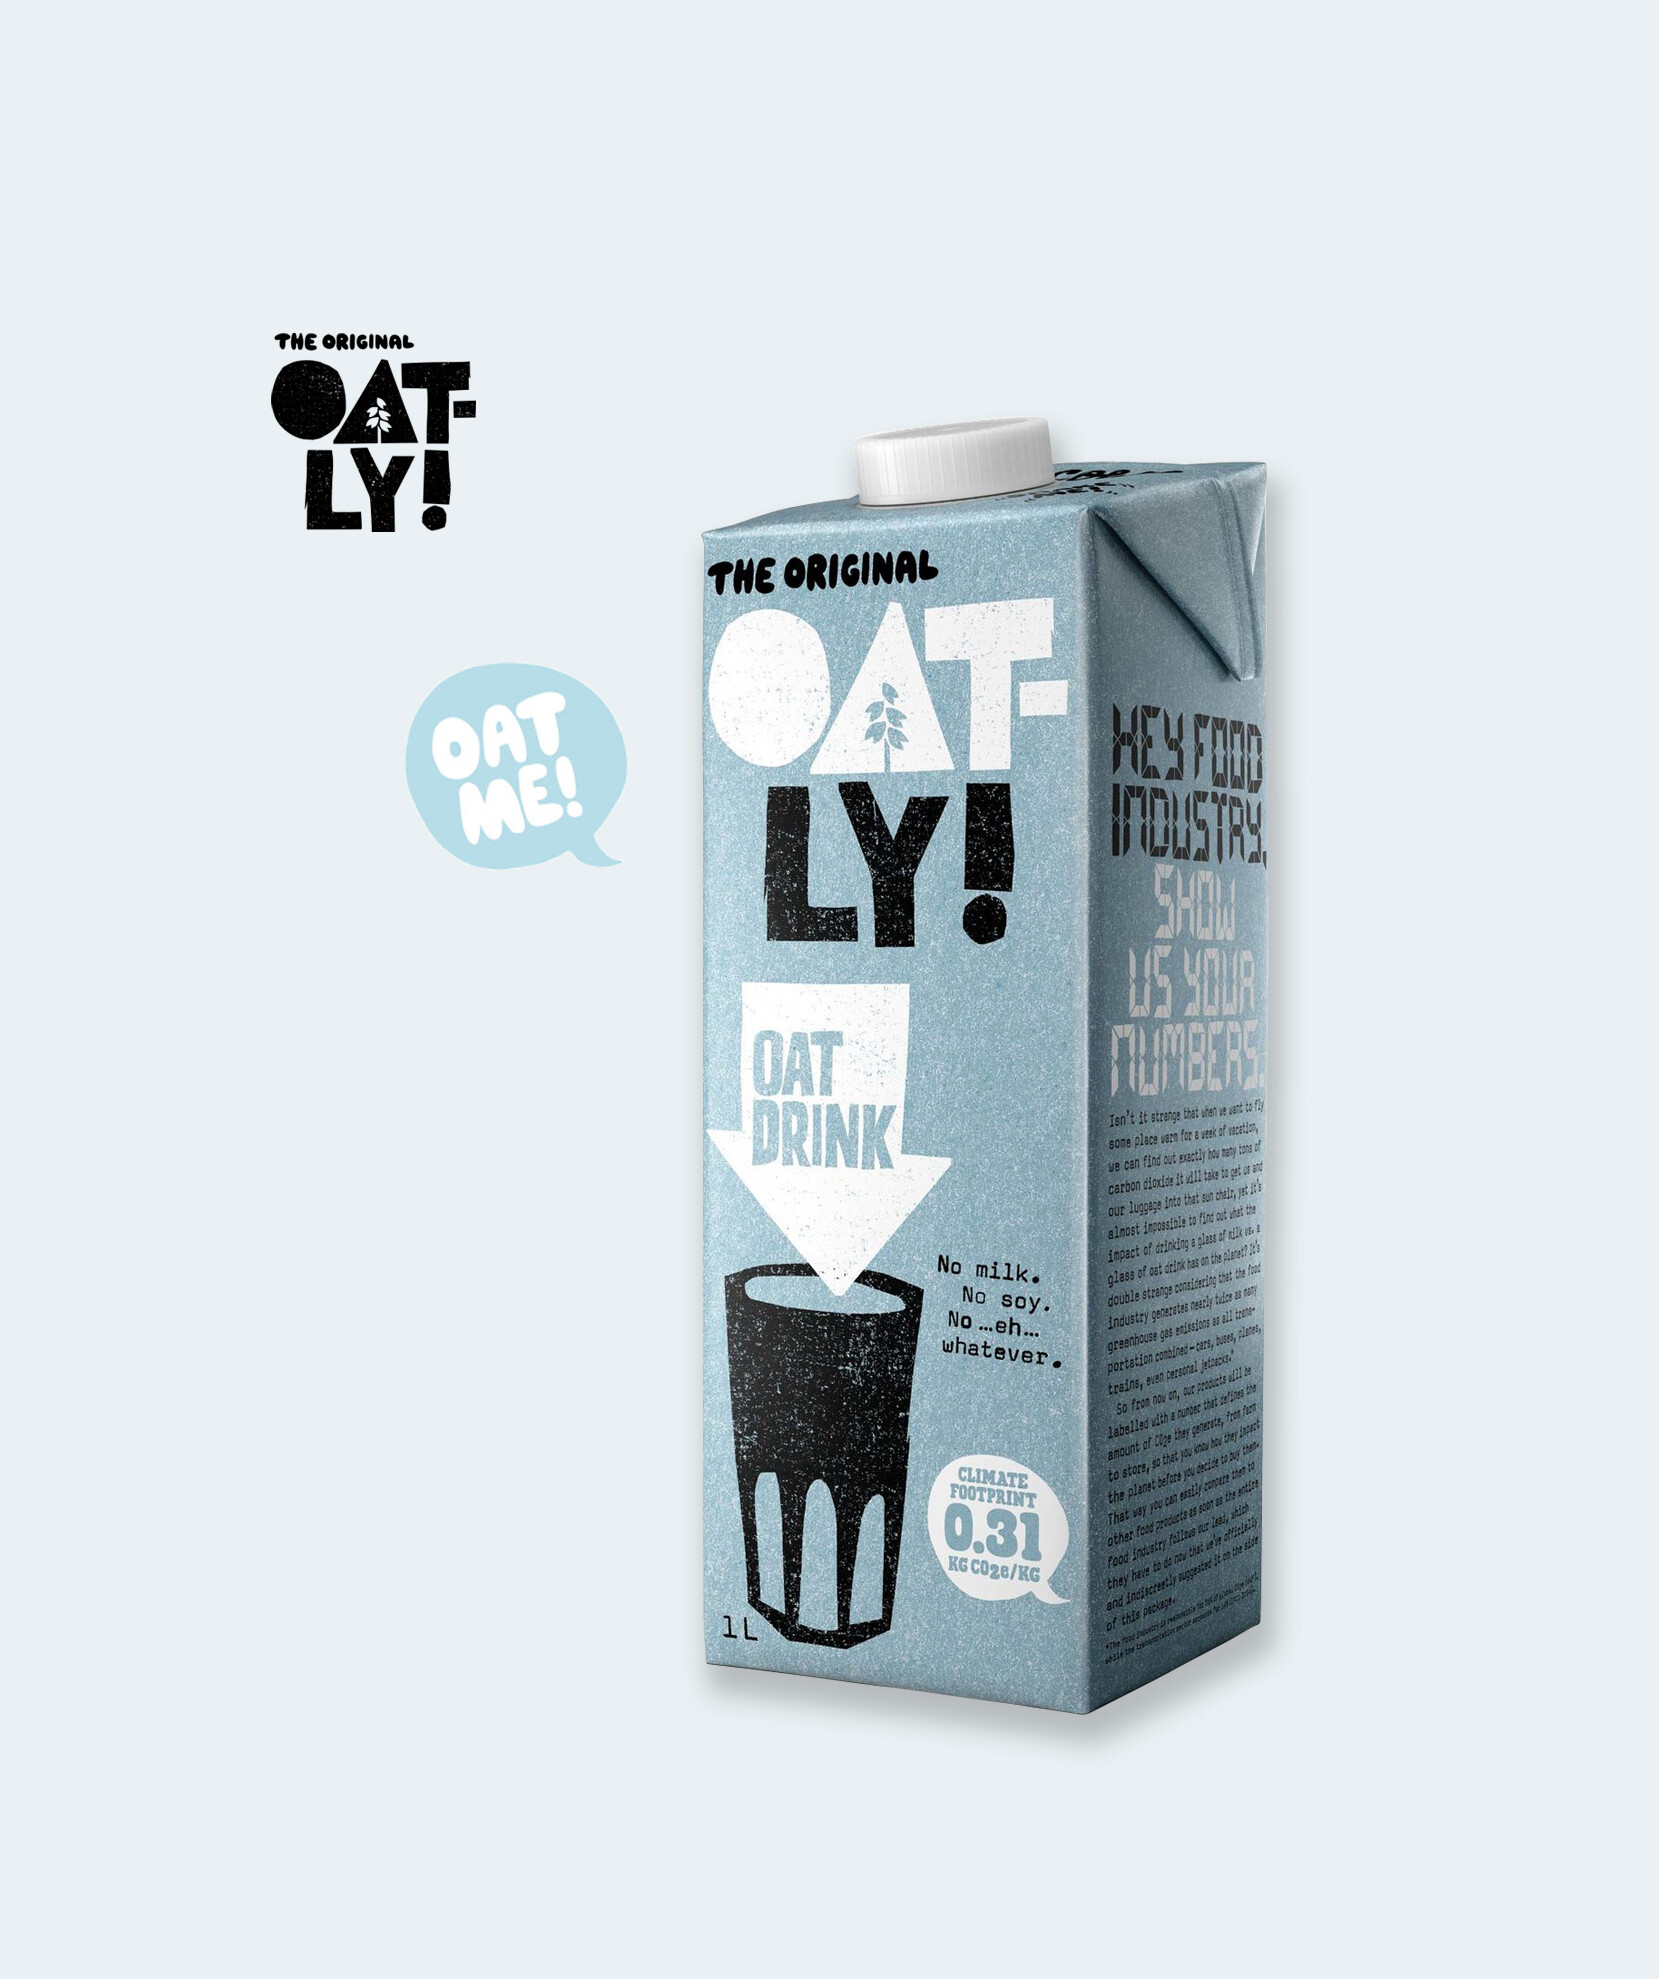 THE ORIGINAL
OAT-
LY!
OAT
ME!
THE ORIGINAL
OAT-
LY!
OAT
DRINK
No milk.
No soy.
No …eh…
whatever.
CLIMATE
FOOTPRINT
0.31
KG CO2e/KG
1L
HEY FOOD
INDUSTRY,
SHOW
US YOUR
NUMBERS.
Isn't it strange that when we want to fly
some place warm for a week of vacation,
we can find out exactly how many tons of
carbon dioxide it will take to get us and
our luggage into that sun chair, yet it's
almost impossible to find out what the
impact of drinking a glass of milk vs. a
glass of oat drink has on the planet? It's
double strange considering that the food
industry generates nearly twice as many
greenhouse gas emissions as all trans-
portation combined – cars, buses, planes,
trains, even personal jetpacks.*
So from now on, our products will be
labelled with a number that defines the
amount of CO2e they generate, from farm
to store, so that you know how they impact
the planet before you decide to buy them.
That way you can easily compare them to
other food products as soon as the entire
food industry follows our lead, which
they have to do now that we've officially
and indiscreetly suggested it on the side
of this package.